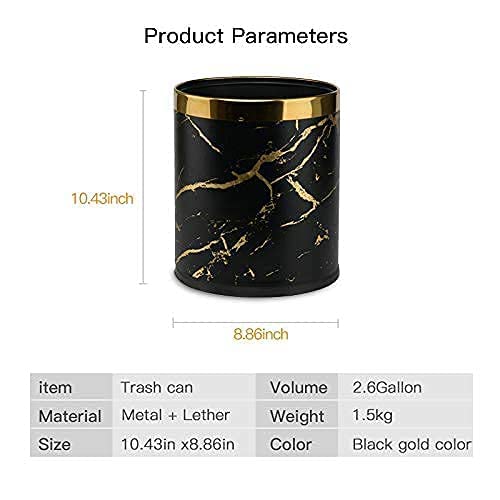 Product Parameters
10.43inch
8.86inch
item Trash can Volume 2.6Gallon
Material Metal + Lether Weight 1.5kg
Size 10.43in x8.86in Color Black gold color